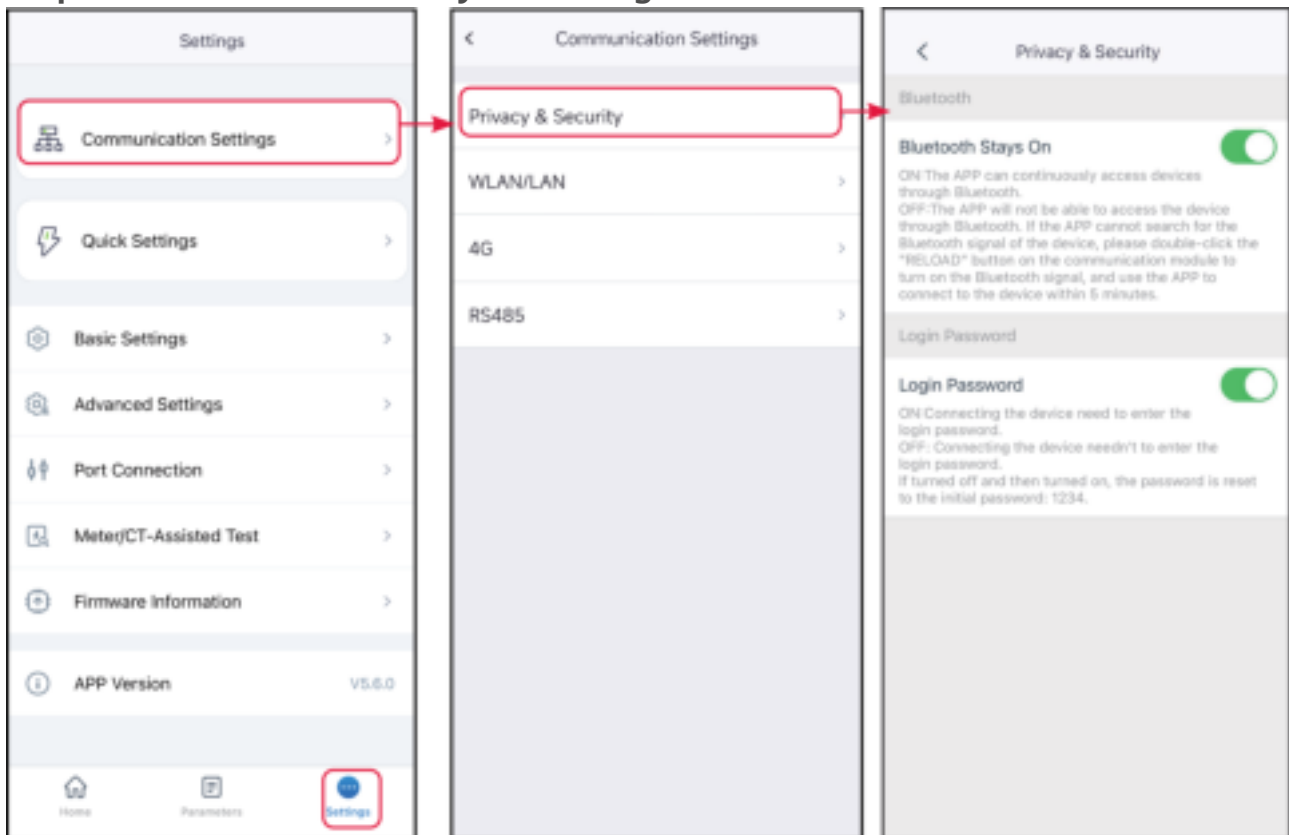 Settings
Communication Settings
Quick Settings
Basic Settings
Advanced Settings
Port Connection
Meter/CT-Assisted Test
Firmware Information
APP Version V5.6.0
Home Parameters Settings
Communication Settings
Privacy & Security
WLAN/LAN
4G
RS485
Privacy & Security
Bluetooth
Bluetooth Stays On
ON:The APP can continuously access devices
through Bluetooth.
OFF:The APP will not be able to access the device
through Bluetooth. If the APP cannot search for the
Bluetooth signal of the device, please double-click the
"RELOAD" button on the communication module to
turn on the Bluetooth signal, and use the APP to
connect to the device within 5 minutes.
Login Password
Login Password
ON:Connecting the device need to enter the
login password.
OFF: Connecting the device needn't to enter the
login password.
If turned off and then turned on, the password is reset
to the initial password: 1234.